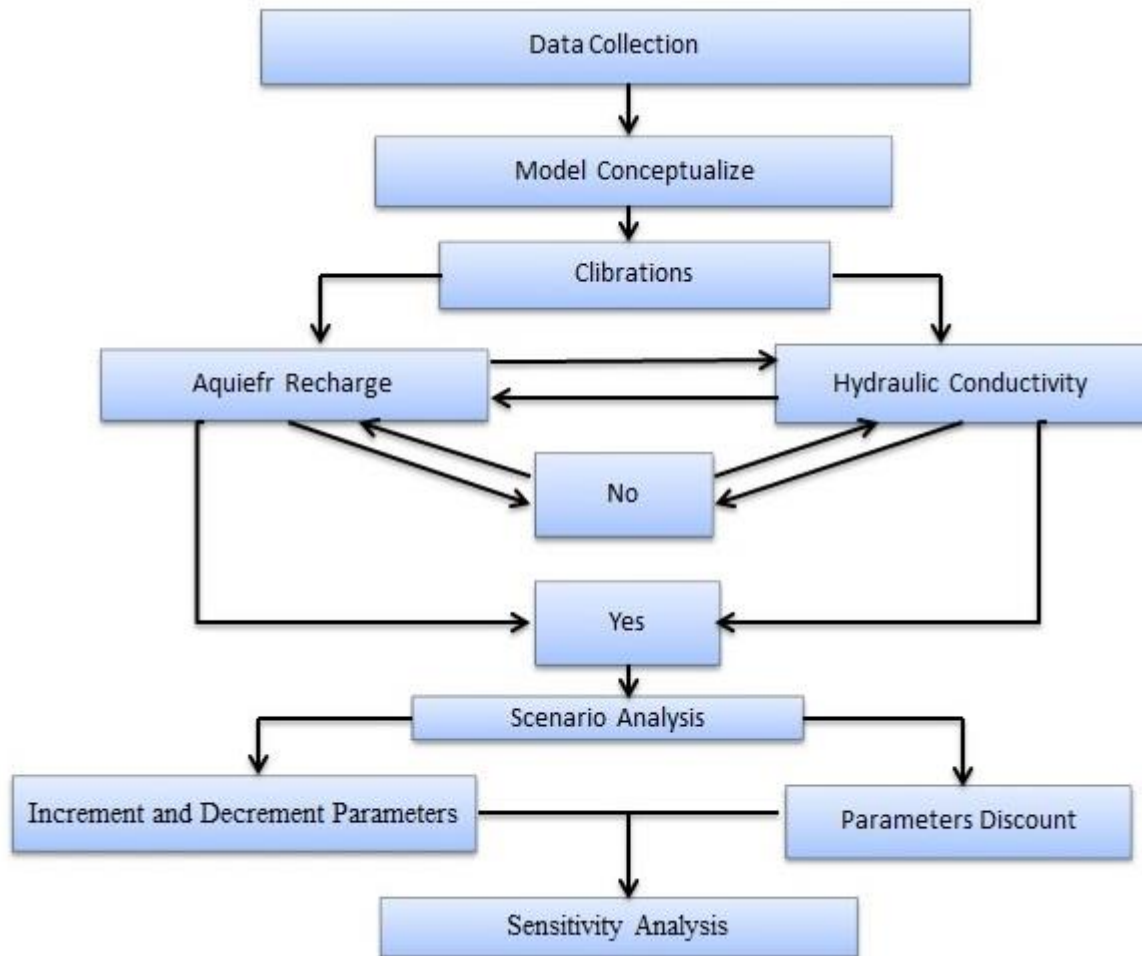 Data Collection
Model Conceptualize
Clibrations
Aquiefr Recharge
Hydraulic Conductivity
No
Yes
Scenario Analysis
Increment and Decrement Parameters
Parameters Discount
Sensitivity Analysis